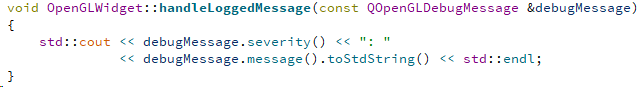 void OpenGLWidget::handleLoggedMessage(const QOpenGLDebugMessage &debugMessage)
{
    std::cout << debugMessage.severity() << ": "
              << debugMessage.message().toStdString() << std::endl;
}